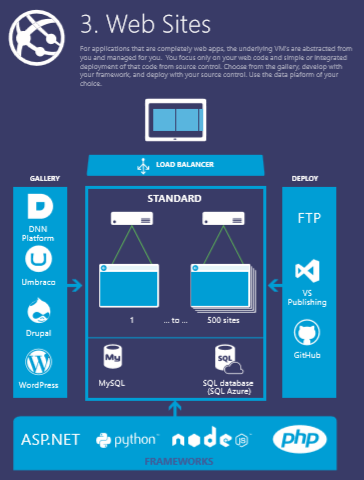 3. Web Sites
For applications that are completely web apps, the underlying VM's are abstracted from
you and managed for you. You focus only on your web code and simple or integrated
deployment of that code from source control. Choose from the gallery, develop with
your framework, and deploy with your source control. Use the data plaform of your
choice.
LOAD BALANCER
GALLERY
DEPLOY
STANDARD
DNN
Platform
Umbraco
Drupal
WordPress
FTP
VS
Publishing
GitHub
1 ... to ... 500 sites
My
SQL
MySQL
SQL database
(SQL Azure)
ASP.NET python node JS php
FRAMEWORKS